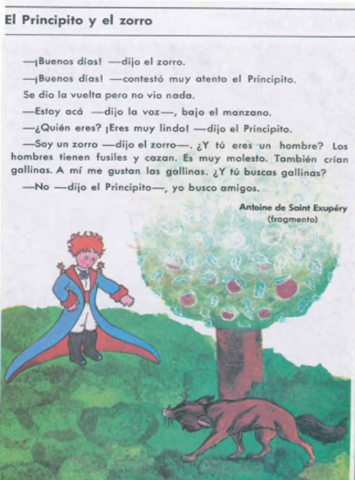 El Principito y el zorro
—¡Buenos días! —dijo el zorro.
—¡Buenos días! —contestó muy atento el Principito.
Se dio la vuelta pero no vio nada.
—Estoy acá —dijo la voz—, bajo el manzano.
—¿Quién eres? ¡Eres muy lindo! —dijo el Principito.
—Soy un zorro —dijo el zorro—. ¿Y tú eres un hombre? Los
hombres tienen fusiles y cazan. Es muy molesto. También crían
gallinas. A mí me gustan las gallinas. ¿Y tú buscas gallinas?
—No —dijo el Principito—, yo busco amigos.
Antoine de Saint Exupéry
(fragmento)